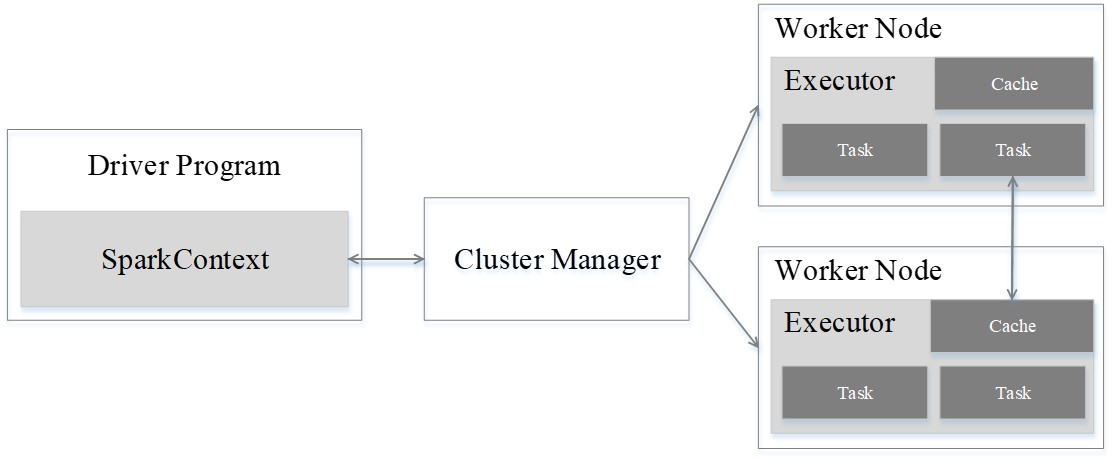 Driver Program
SparkContext
Cluster Manager
Worker Node
Executor
Cache
Task
Task
Worker Node
Executor
Cache
Task
Task